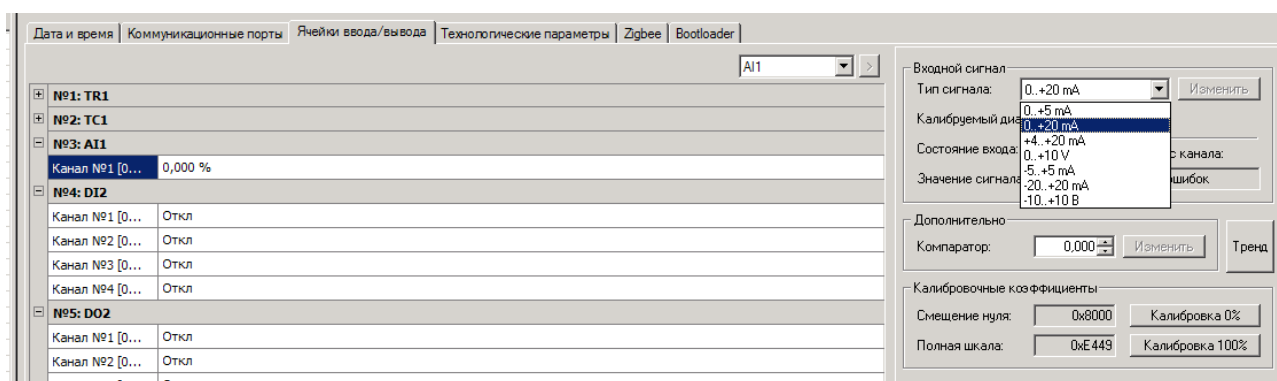 Дата и время Коммуникационные порты Ячейки ввода/вывода Технологические параметры Zigbee Bootloader
AI1 >
№1: TR1
№2: TC1
№3: AI1
Канал №1 [0... 0,000 %
№4: DI2
Канал №1 [0... Откл
Канал №2 [0... Откл
Канал №3 [0... Откл
Канал №4 [0... Откл
№5: DO2
Канал №1 [0... Откл
Канал №2 [0... Откл
Входной сигнал
Тип сигнала: 0..+20 mA Изменить
0..+5 mA
Калибруемый диа 0..+20 mA
+4..+20 mA
Состояние входа: 0..+10 V с канала:
-5..+5 mA
Значение сигнала -20..+20 mA ошибок
-10..+10 В
Дополнительно
Компаратор: 0,000 Изменить Тренд
Калибровочные коэффициенты
Смещение нуля: 0x8000 Калибровка 0%
Полная шкала: 0xE449 Калибровка 100%